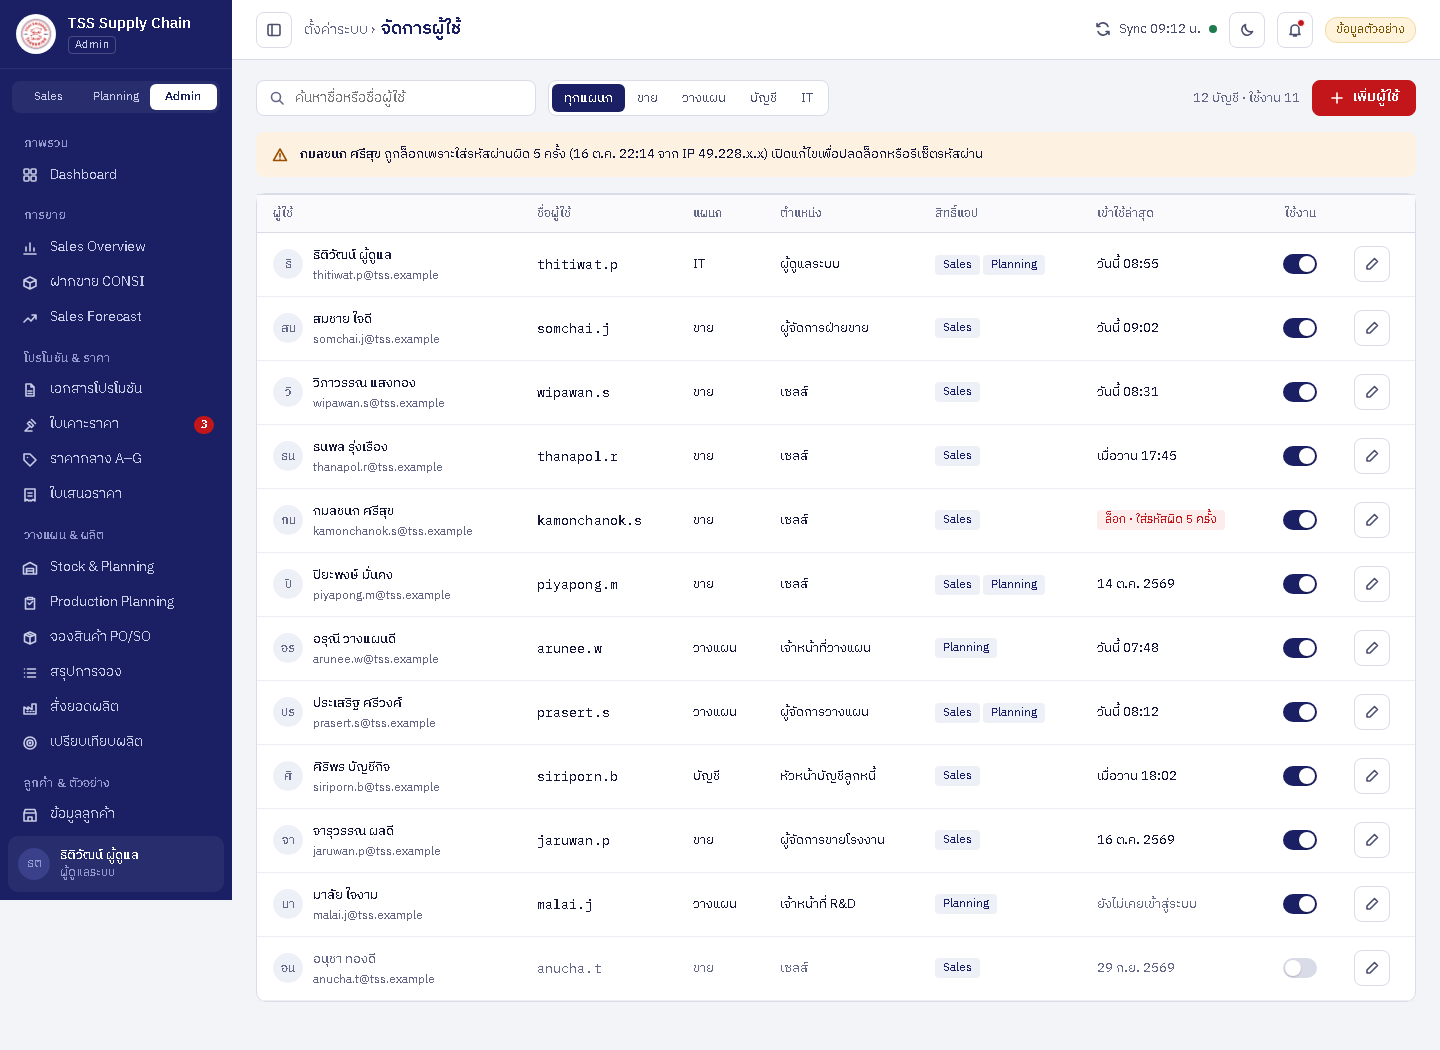 TSS Supply Chain
Admin
Sales Planning Admin
ภาพรวม
Dashboard
การขาย
Sales Overview
ฝากขาย CONSI
Sales Forecast
โปรโมชัน & ราคา
เอกสารโปรโมชัน
ใบเคาะราคา 3
ราคากลาง A–G
ใบเสนอราคา
วางแผน & ผลิต
Stock & Planning
Production Planning
จองสินค้า PO/SO
สรุปการจอง
สั่งยอดผลิต
เปรียบเทียบผลิต
ลูกค้า & ตัวอย่าง
ข้อมูลลูกค้า
ธต ธิติวัฒน์ ผู้ดูแล
ผู้ดูแลระบบ
ตั้งค่าระบบ › จัดการผู้ใช้
Sync 09:12 น.
ข้อมูลตัวอย่าง
ค้นหาชื่อหรือชื่อผู้ใช้
ทุกแผนก ขาย วางแผน บัญชี IT
12 บัญชี · ใช้งาน 11
เพิ่มผู้ใช้
กมลชนก ศรีสุข ถูกล็อกเพราะใส่รหัสผ่านผิด 5 ครั้ง (16 ต.ค. 22:14 จาก IP 49.228.x.x) เปิดแก้ไขเพื่อปลดล็อกหรือรีเซ็ตรหัสผ่าน
ผู้ใช้ ชื่อผู้ใช้ แผนก ตำแหน่ง สิทธิ์แอป เข้าใช้ล่าสุด ใช้งาน
ธิ ธิติวัฒน์ ผู้ดูแล thitiwat.p IT ผู้ดูแลระบบ Sales Planning วันนี้ 08:55
thitiwat.p@tss.example
สม สมชาย ใจดี somchai.j ขาย ผู้จัดการฝ่ายขาย Sales วันนี้ 09:02
somchai.j@tss.example
วิ วิภาวรรณ แสงทอง wipawan.s ขาย เซลส์ Sales วันนี้ 08:31
wipawan.s@tss.example
ธน ธนพล รุ่งเรือง thanapol.r ขาย เซลส์ Sales เมื่อวาน 17:45
thanapol.r@tss.example
กม กมลชนก ศรีสุข kamonchanok.s ขาย เซลส์ Sales ล็อก · ใส่รหัสผิด 5 ครั้ง
kamonchanok.s@tss.example
ปิ ปิยะพงษ์ มั่นคง piyapong.m ขาย เซลส์ Sales Planning 14 ต.ค. 2569
piyapong.m@tss.example
อร อรุณี วางแผนดี arunee.w วางแผน เจ้าหน้าที่วางแผน Planning วันนี้ 07:48
arunee.w@tss.example
ปร ประเสริฐ ศรีวงศ์ prasert.s วางแผน ผู้จัดการวางแผน Sales Planning วันนี้ 08:12
prasert.s@tss.example
ศิ ศิริพร บัญชีกิจ siriporn.b บัญชี หัวหน้าบัญชีลูกหนี้ Sales เมื่อวาน 18:02
siriporn.b@tss.example
จา จารุวรรณ ผลดี jaruwan.p ขาย ผู้จัดการขายโรงงาน Sales 16 ต.ค. 2569
jaruwan.p@tss.example
มา มาลัย ใจงาม malai.j วางแผน เจ้าหน้าที่ R&D Planning ยังไม่เคยเข้าสู่ระบบ
malai.j@tss.example
อน อนุชา ทองดี anucha.t ขาย เซลส์ Sales 29 ก.ย. 2569
anucha.t@tss.example